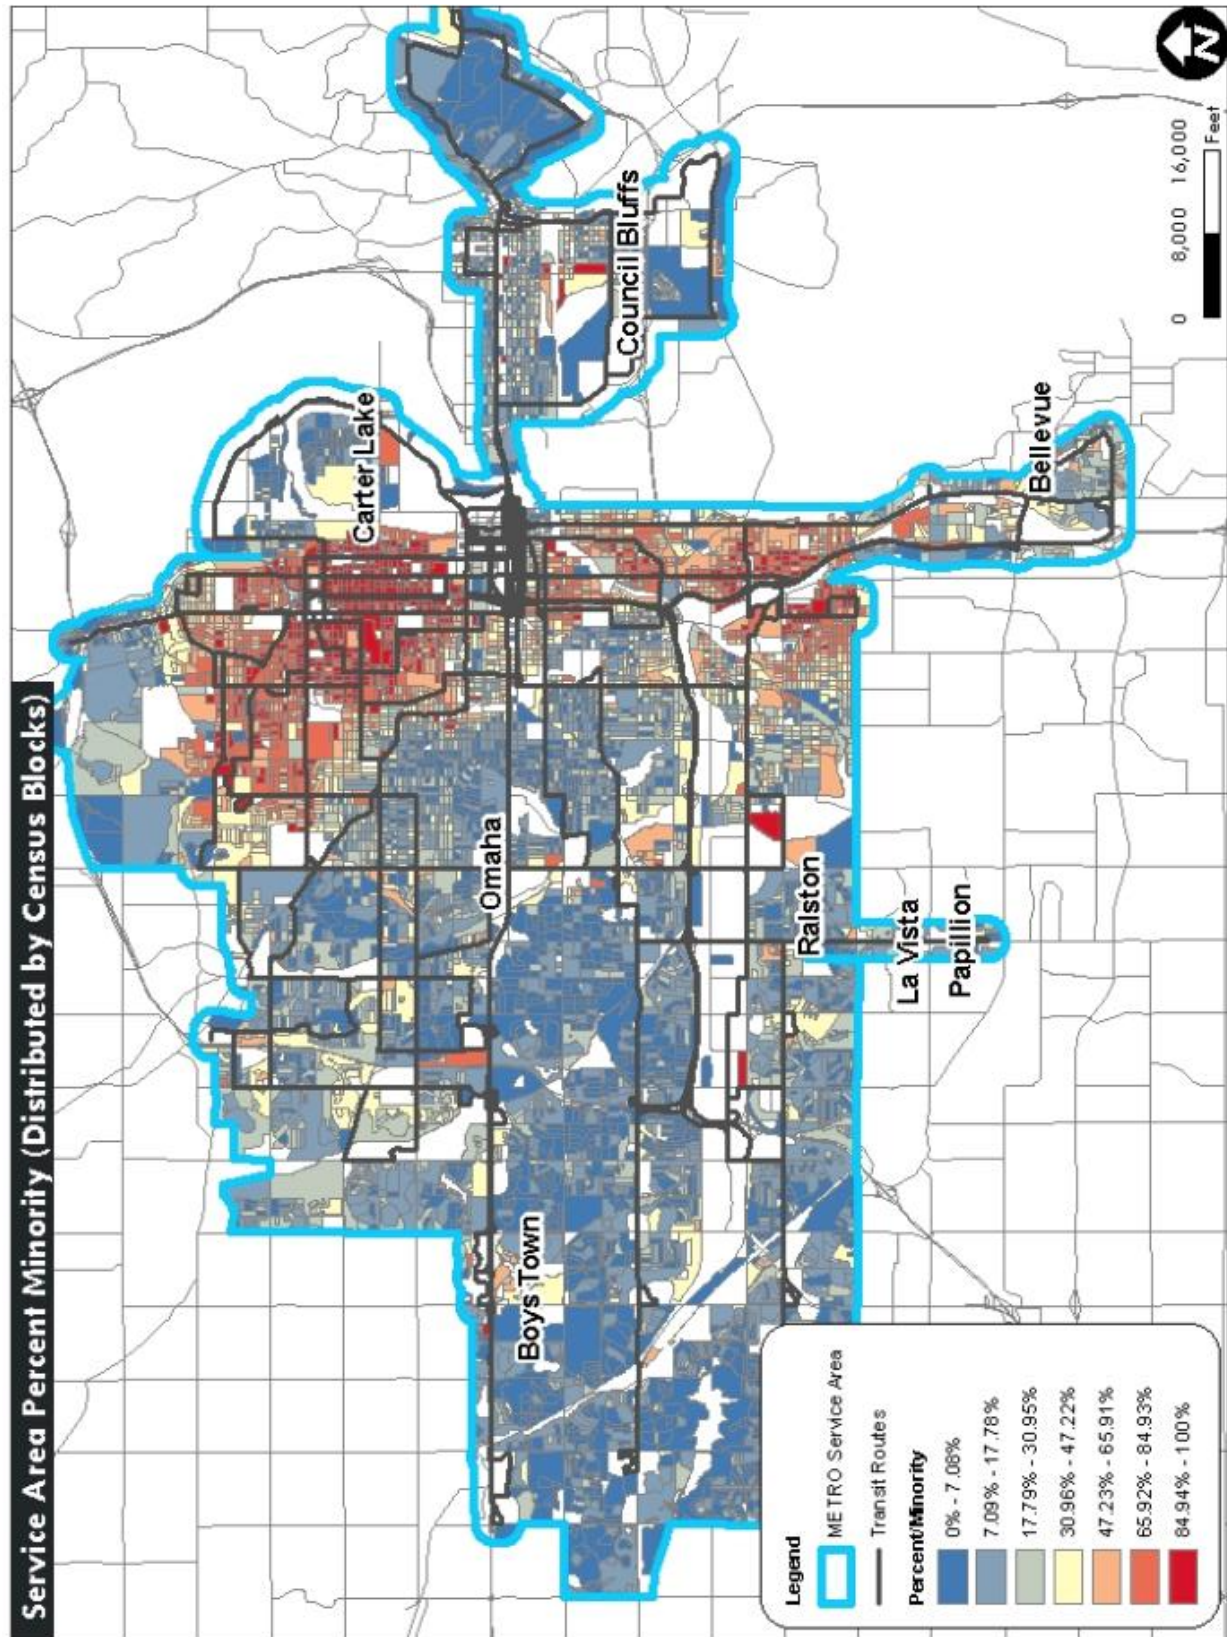 Service Area Percent Minority (Distributed by Census Blocks)
N
Carter Lake
Council Bluffs
Omaha
Boys Town
Bellevue
Ralston
La Vista
Papillion
0 8,000 16,000
Feet
Legend
METRO Service Area
Transit Routes
Percent/Minority
0% - 7.08%
7.09% - 17.78%
17.79% - 30.95%
30.96% - 47.22%
47.23% - 65.91%
65.92% - 84.93%
84.94% - 100%